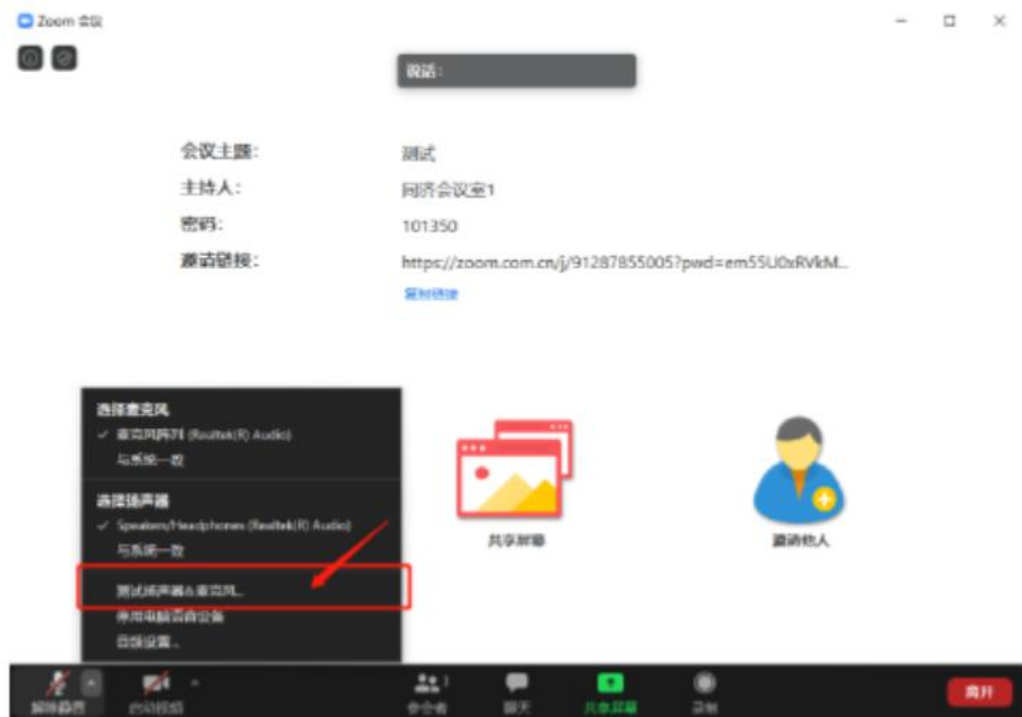 Zoom 会议
说话:
会议主题:
测试
主持人:
同济会议室1
密码:
101350
邀请链接:
https://zoom.com.cn/j/91287855005?pwd=em55U0xRVkM...
复制链接
选择麦克风
✓ 麦克风阵列 (Realtek(R) Audio)
与系统一致
选择扬声器
✓ Speakers/Headphones (Realtek(R) Audio)
与系统一致
测试扬声器&麦克风...
停用电脑语音设备
音频设置...
共享屏幕
邀请他人
解除静音
启动视频
1
参会者
聊天
共享屏幕
录制
离开